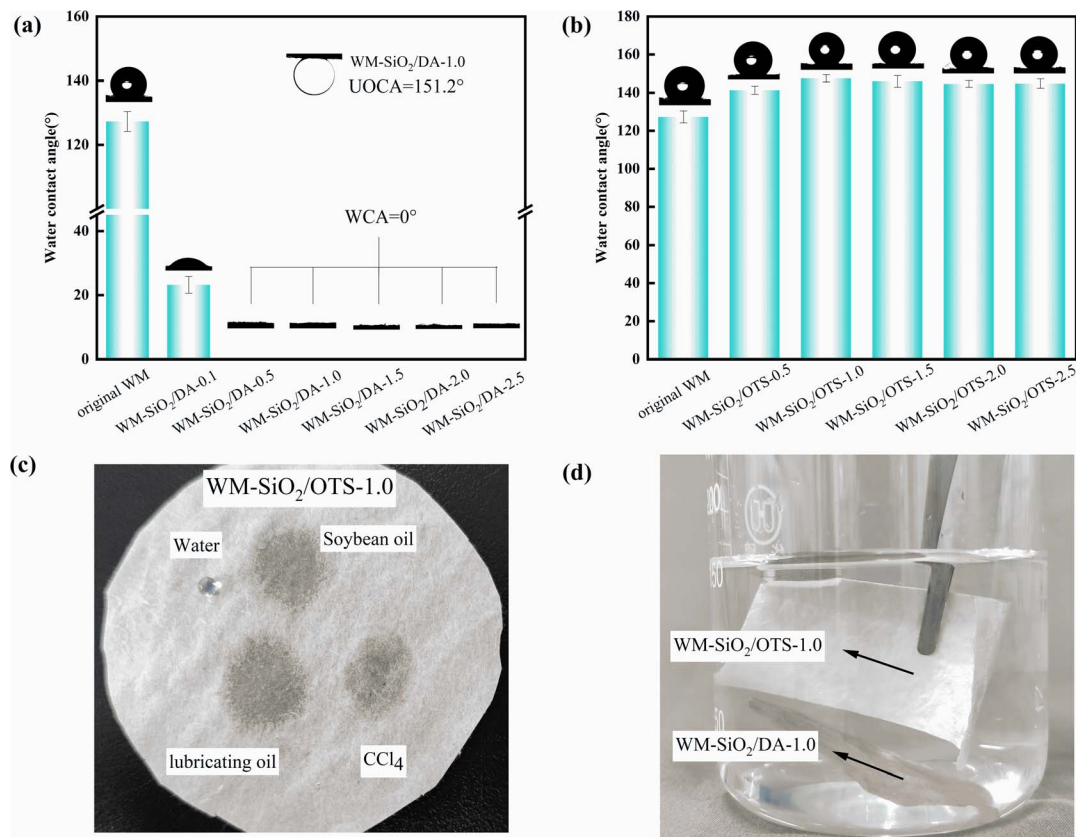 (a)
160
140
120
40
20
0
Water contact angle(°)
WM-SiO₂/DA-1.0
UOCA=151.2°
WCA=0°
original WM
WM-SiO₂/DA-0.1
WM-SiO₂/DA-0.5
WM-SiO₂/DA-1.0
WM-SiO₂/DA-1.5
WM-SiO₂/DA-2.0
WM-SiO₂/DA-2.5
(b)
180
160
140
120
100
80
60
40
20
0
Water contact angle(°)
original WM
WM-SiO₂/OTS-0.5
WM-SiO₂/OTS-1.0
WM-SiO₂/OTS-1.5
WM-SiO₂/OTS-2.0
WM-SiO₂/OTS-2.5
(c)
WM-SiO₂/OTS-1.0
Water
Soybean oil
lubricating oil
CCl₄
(d)
WM-SiO₂/OTS-1.0
WM-SiO₂/DA-1.0